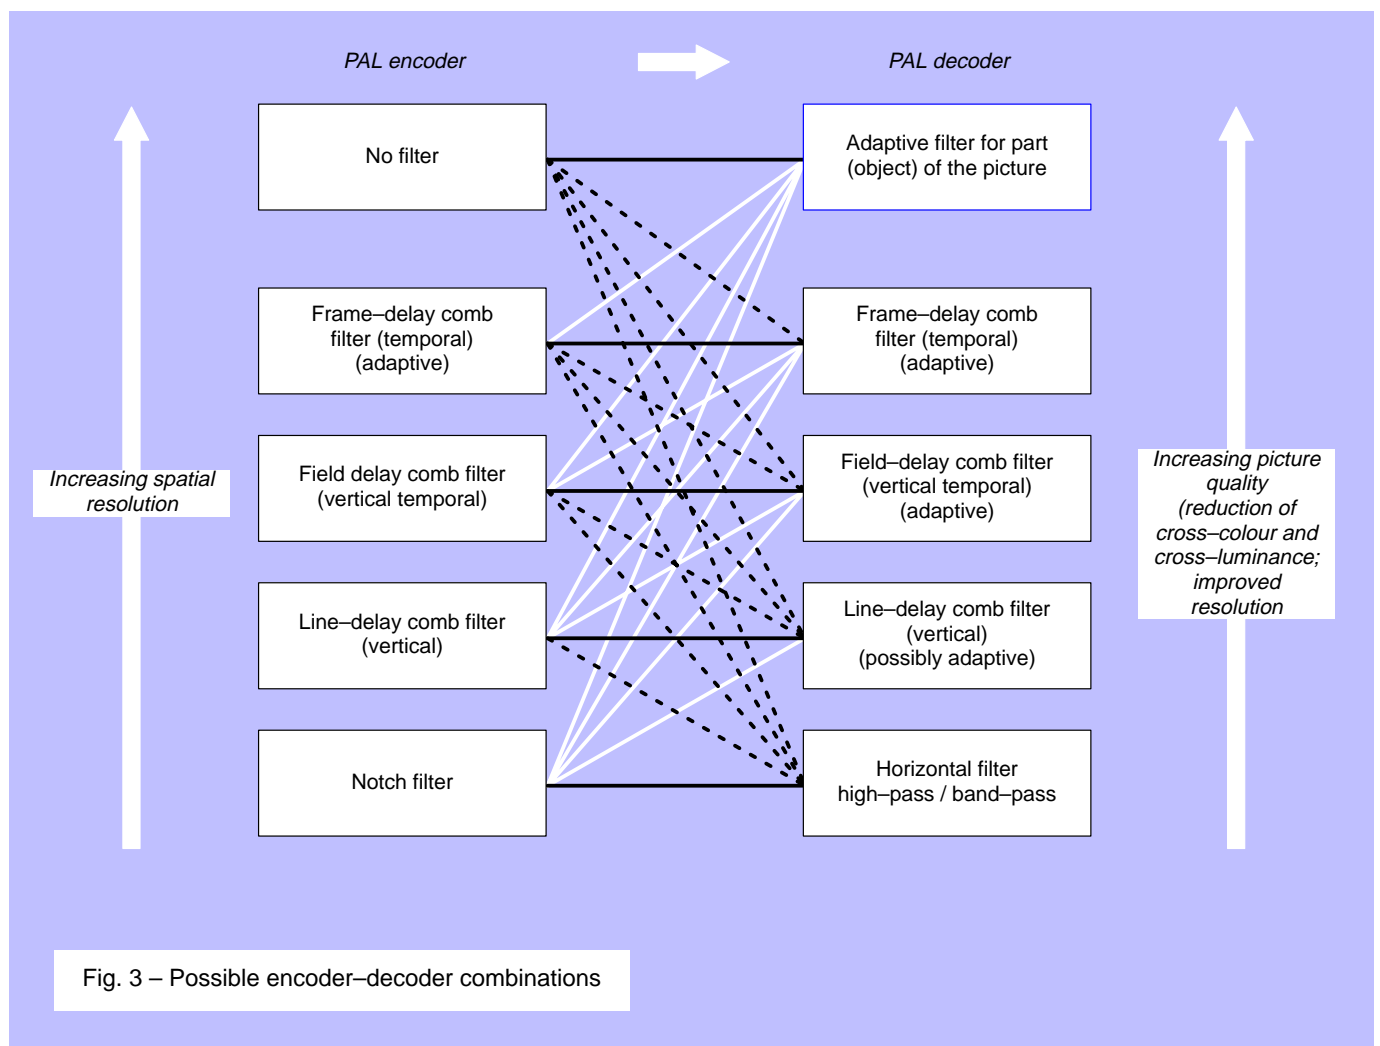 PAL encoder
PAL decoder
No filter
Adaptive filter for part
(object) of the picture
Frame–delay comb
filter (temporal)
(adaptive)
Frame–delay comb
filter (temporal)
(adaptive)
Increasing spatial
resolution
Field delay comb filter
(vertical temporal)
Field–delay comb filter
(vertical temporal)
(adaptive)
Increasing picture
quality
(reduction of
cross–colour and
cross–luminance;
improved
resolution
Line–delay comb filter
(vertical)
Line–delay comb filter
(vertical)
(possibly adaptive)
Notch filter
Horizontal filter
high–pass / band–pass
Fig. 3 – Possible encoder–decoder combinations